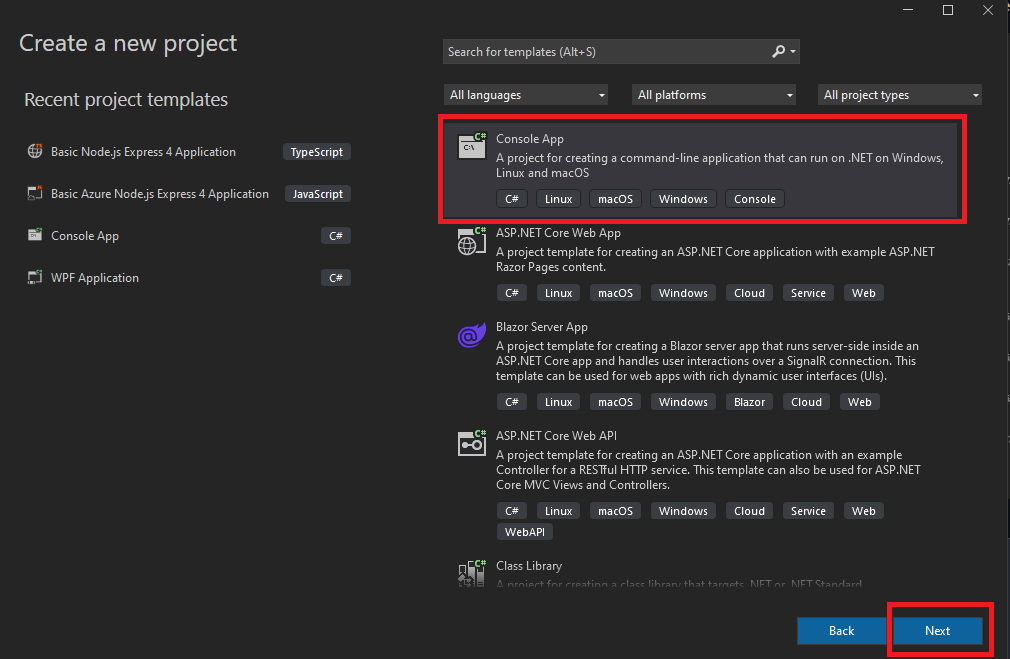 Create a new project
Search for templates (Alt+S)
Recent project templates
All languages
All platforms
All project types
Basic Node.js Express 4 Application
TypeScript
Basic Azure Node.js Express 4 Application
JavaScript
Console App
C#
WPF Application
C#
C#
C:\
Console App
A project for creating a command-line application that can run on .NET on Windows,
Linux and macOS
C# Linux macOS Windows Console
C#
ASP.NET Core Web App
A project template for creating an ASP.NET Core application with example ASP.NET
Razor Pages content.
C# Linux macOS Windows Cloud Service Web
Blazor Server App
A project template for creating a Blazor server app that runs server-side inside an
ASP.NET Core app and handles user interactions over a SignalR connection. This
template can be used for web apps with rich dynamic user interfaces (UIs).
C# Linux macOS Windows Blazor Cloud Web
C#
ASP.NET Core Web API
A project template for creating an ASP.NET Core application with an example
Controller for a RESTful HTTP service. This template can also be used for ASP.NET
Core MVC Views and Controllers.
C# Linux macOS Windows Cloud Service Web
WebAPI
C#
Class Library
A project for creating a class library that targets .NET or .NET Standard
Back
Next